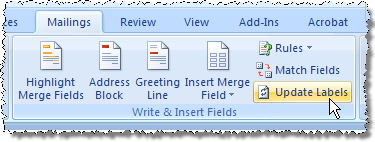 Mailings Review View Add-Ins Acrobat
Highlight Merge Fields
Address Block
Greeting Line
Insert Merge Field
Rules
Match Fields
Update Labels
Write & Insert Fields